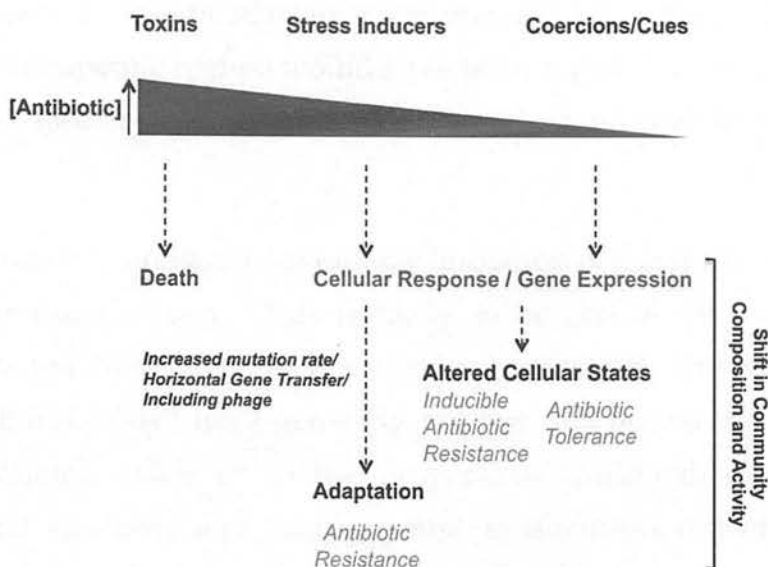 Toxins Stress Inducers Coercions/Cues
[Antibiotic]
Death Cellular Response / Gene Expression
Increased mutation rate/
Horizontal Gene Transfer/
Including phage
Altered Cellular States
Inducible
Antibiotic
Resistance
Antibiotic
Tolerance
Adaptation
Antibiotic
Resistance
Shift in Community
Composition and Activity